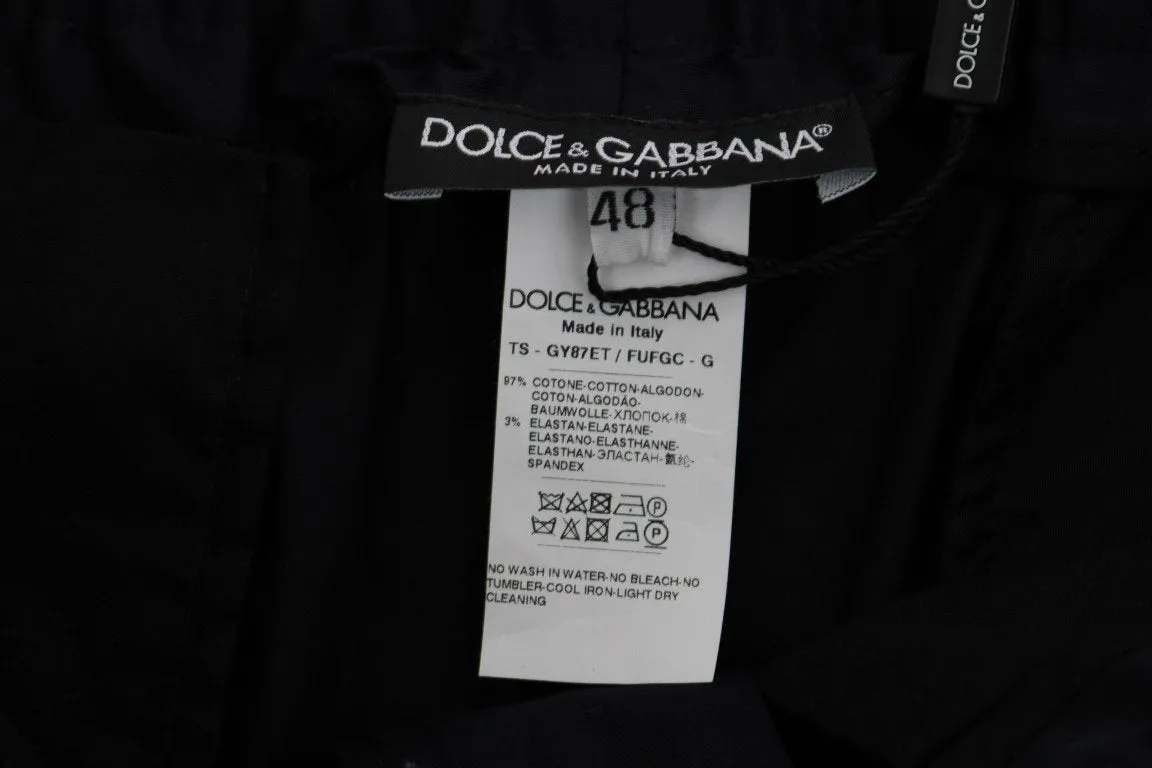 DOLCE & G
DOLCE & GABBANA®
MADE IN ITALY
48
DOLCE & GABBANA
Made in Italy
TS - GY87ET / FUFGC - G
97% COTONE-COTTON-ALGODON-
COTON-ALGODÃO-
BAUMWOLLE-ХЛОПОК-棉
3% ELASTAN-ELASTANE-
ELASTANO-ELASTHANNE-
ELASTHAN-ЭЛАСТАН-氨纶-
SPANDEX
P
P
NO WASH IN WATER-NO BLEACH-NO
TUMBLER-COOL IRON-LIGHT DRY
CLEANING